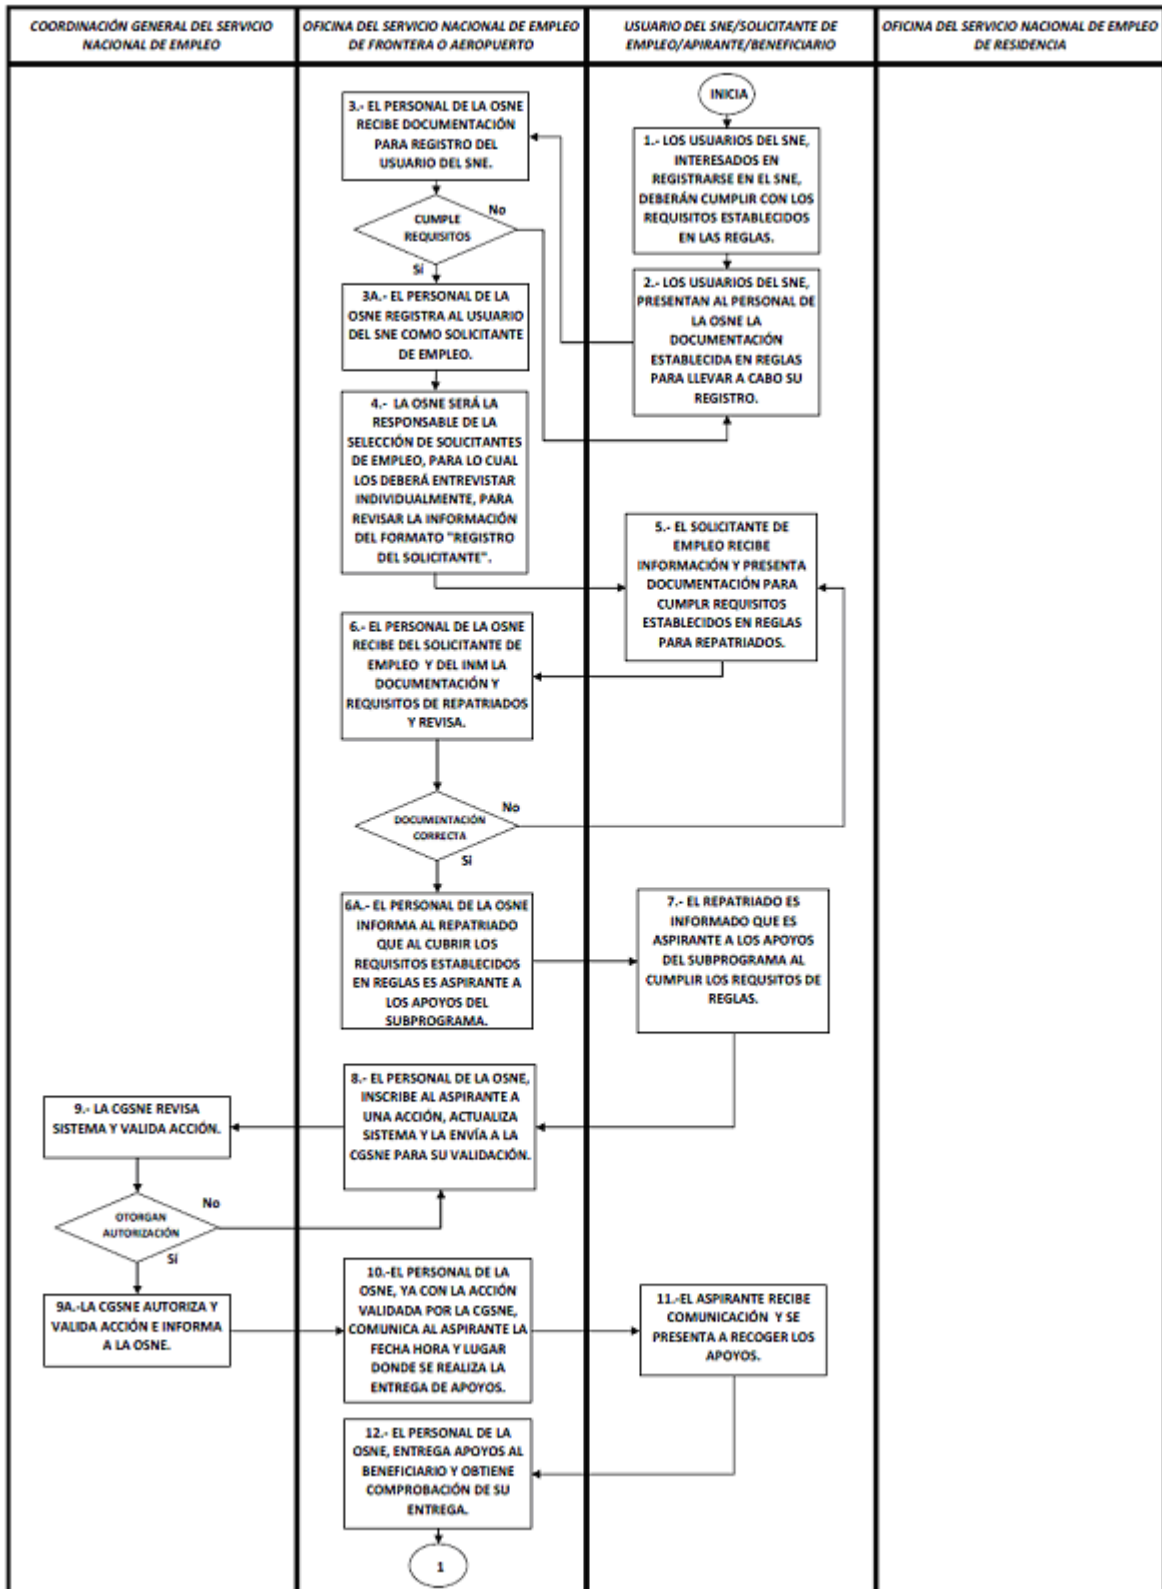 COORDINACIÓN GENERAL DEL SERVICIO
NACIONAL DE EMPLEO
OFICINA DEL SERVICIO NACIONAL DE EMPLEO
DE FRONTERA O AEROPUERTO
USUARIO DEL SNE/SOLICITANTE DE
EMPLEO/APIRANTE/BENEFICIARIO
OFICINA DEL SERVICIO NACIONAL DE EMPLEO
DE RESIDENCIA
INICIA
1.- LOS USUARIOS DEL SNE,
INTERESADOS EN
REGISTRARSE EN EL SNE,
DEBERÁN CUMPLIR CON LOS
REQUISITOS ESTABLECIDOS
EN LAS REGLAS.
2.- LOS USUARIOS DEL SNE,
PRESENTAN AL PERSONAL DE
LA OSNE LA
DOCUMENTACIÓN
ESTABLECIDA EN REGLAS
PARA LLEVAR A CABO SU
REGISTRO.
3.- EL PERSONAL DE LA OSNE
RECIBE DOCUMENTACIÓN
PARA REGISTRO DEL
USUARIO DEL SNE.
CUMPLE
REQUISITOS
No
Sí
3A.- EL PERSONAL DE LA
OSNE REGISTRA AL USUARIO
DEL SNE COMO SOLICITANTE
DE EMPLEO.
4.- LA OSNE SERÁ LA
RESPONSABLE DE LA
SELECCIÓN DE SOLICITANTES
DE EMPLEO, PARA LO CUAL
LOS DEBERÁ ENTREVISTAR
INDIVIDUALMENTE, PARA
REVISAR LA INFORMACIÓN
DEL FORMATO "REGISTRO
DEL SOLICITANTE".
5.- EL SOLICITANTE DE
EMPLEO RECIBE
INFORMACIÓN Y PRESENTA
DOCUMENTACIÓN PARA
CUMPLR REQUISITOS
ESTABLECIDOS EN REGLAS
PARA REPATRIADOS.
6.- EL PERSONAL DE LA OSNE
RECIBE DEL SOLICITANTE DE
EMPLEO Y DEL INM LA
DOCUMENTACIÓN Y
REQUISITOS DE REPATRIADOS
Y REVISA.
DOCUMENTACIÓN
CORRECTA
No
Sí
6A.- EL PERSONAL DE LA OSNE
INFORMA AL REPATRIADO
QUE AL CUBRIR LOS
REQUISITOS ESTABLECIDOS
EN REGLAS ES ASPIRANTE A
LOS APOYOS DEL
SUBPROGRAMA.
7.- EL REPATRIADO ES
INFORMADO QUE ES
ASPIRANTE A LOS APOYOS
DEL SUBPROGRAMA AL
CUMPLIR LOS REQUSITOS DE
REGLAS.
8.- EL PERSONAL DE LA OSNE,
INSCRIBE AL ASPIRANTE A
UNA ACCIÓN, ACTUALIZA
SISTEMA Y LA ENVÍA A LA
CGSNE PARA SU VALIDACIÓN.
9.- LA CGSNE REVISA
SISTEMA Y VALIDA ACCIÓN.
OTORGAN
AUTORIZACIÓN
No
Sí
9A.-LA CGSNE AUTORIZA Y
VALIDA ACCIÓN E INFORMA
A LA OSNE.
10.-EL PERSONAL DE LA
OSNE, YA CON LA ACCIÓN
VALIDADA POR LA CGSNE,
COMUNICA AL ASPIRANTE LA
FECHA HORA Y LUGAR
DONDE SE REALIZA LA
ENTREGA DE APOYOS.
11.-EL ASPIRANTE RECIBE
COMUNICACIÓN Y SE
PRESENTA A RECOGER LOS
APOYOS.
12.- EL PERSONAL DE LA
OSNE, ENTREGA APOYOS AL
BENEFICIARIO Y OBTIENE
COMPROBACIÓN DE SU
ENTREGA.
1